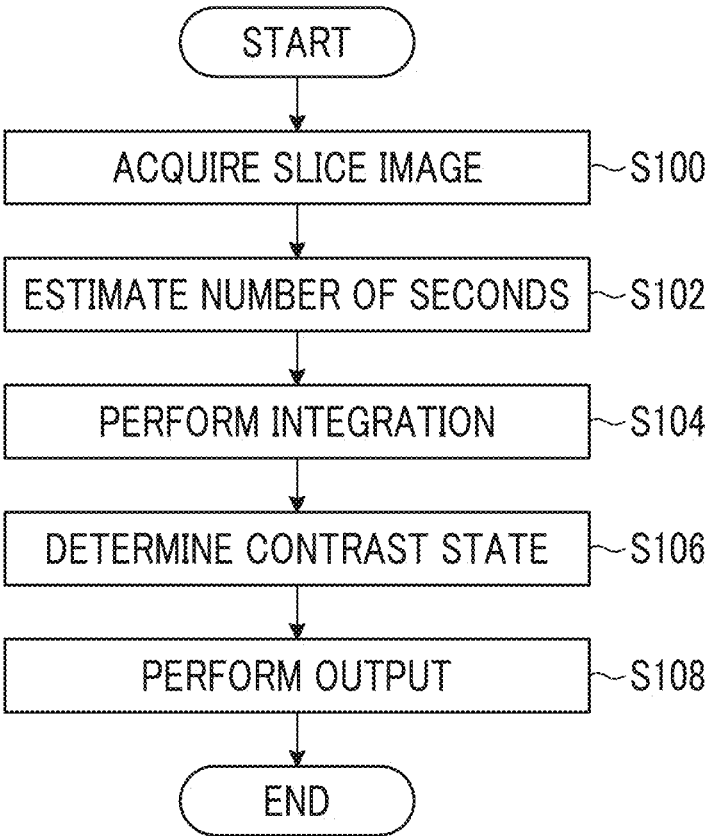 START
ACQUIRE SLICE IMAGE
S100
ESTIMATE NUMBER OF SECONDS
S102
PERFORM INTEGRATION
S104
DETERMINE CONTRAST STATE
S106
PERFORM OUTPUT
S108
END